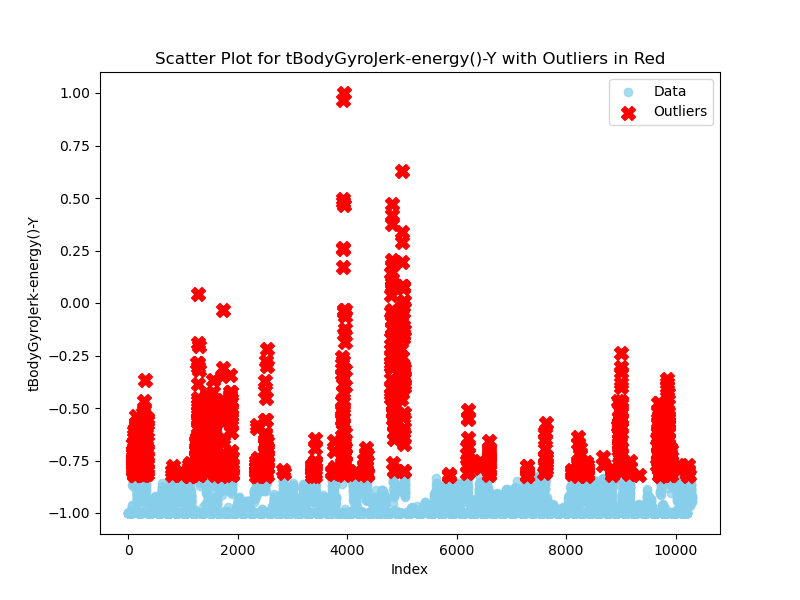 Scatter Plot for tBodyGyroJerk-energy()-Y with Outliers in Red
Data
Outliers
tBodyGyroJerk-energy()-Y
1.00
0.75
0.50
0.25
0.00
−0.25
−0.50
−0.75
−1.00
0 2000 4000 6000 8000 10000
Index